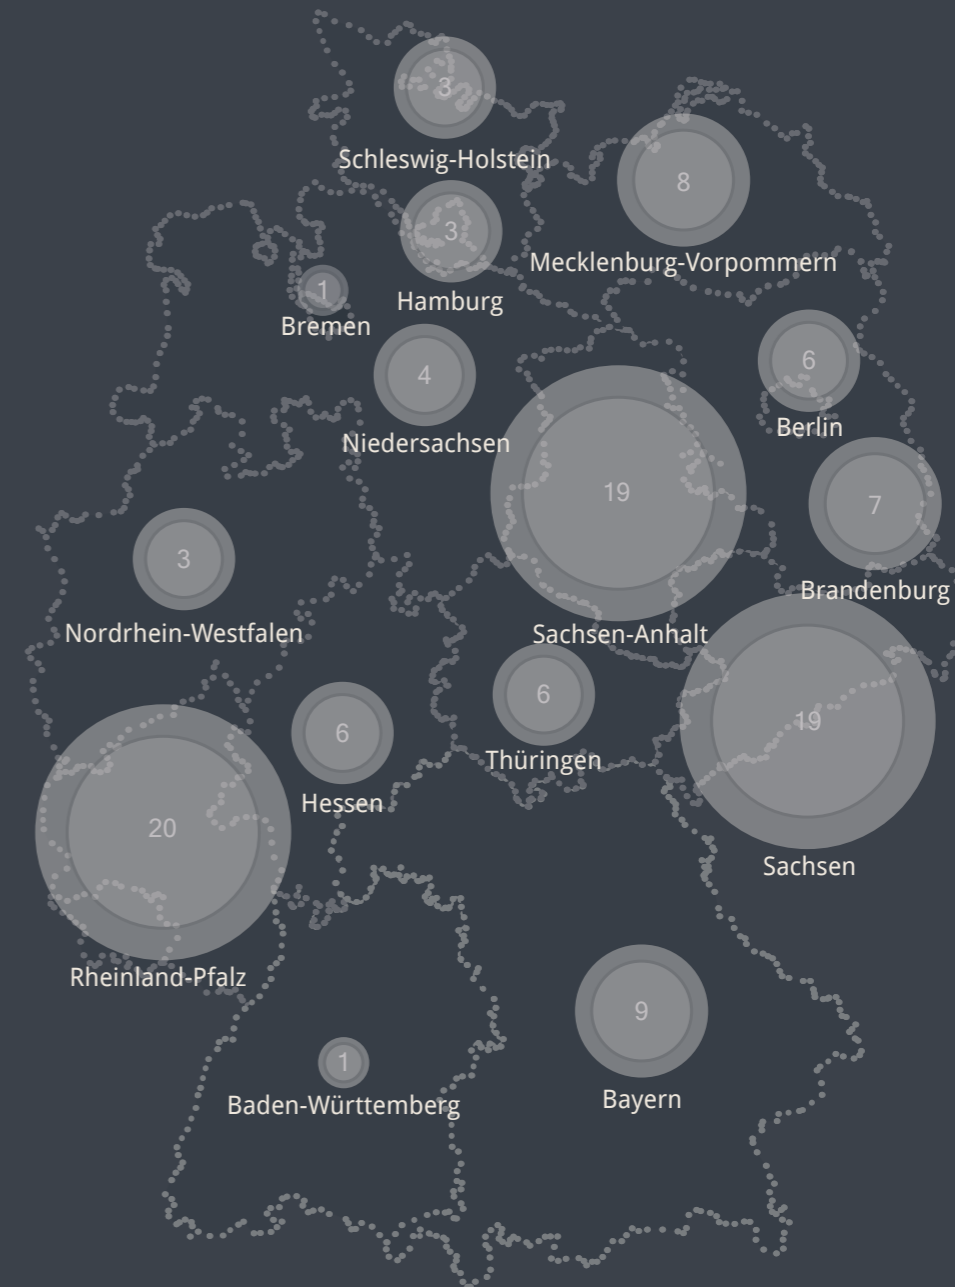 3
Schleswig-Holstein
8
Mecklenburg-Vorpommern
3
Hamburg
1
Bremen
4
Niedersachsen
6
Berlin
19
Sachsen-Anhalt
7
Brandenburg
3
Nordrhein-Westfalen
6
Thüringen
6
Hessen
19
Sachsen
20
Rheinland-Pfalz
9
Bayern
1
Baden-Württemberg